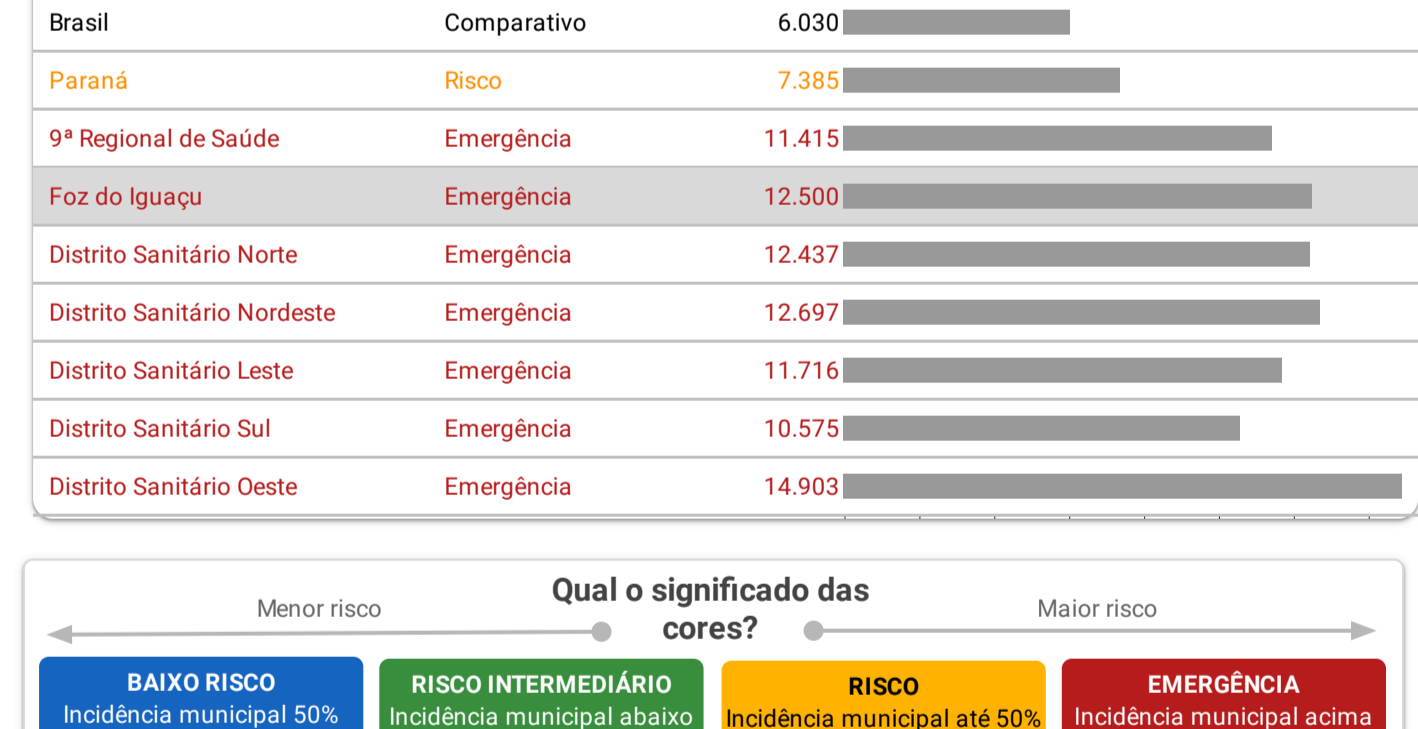 Brasil Comparativo 6.030
Paraná Risco 7.385
9ª Regional de Saúde Emergência 11.415
Foz do Iguaçu Emergência 12.500
Distrito Sanitário Norte Emergência 12.437
Distrito Sanitário Nordeste Emergência 12.697
Distrito Sanitário Leste Emergência 11.716
Distrito Sanitário Sul Emergência 10.575
Distrito Sanitário Oeste Emergência 14.903
Qual o significado das
cores?
Menor risco
Maior risco
BAIXO RISCO
Incidência municipal 50%
RISCO INTERMEDIÁRIO
Incidência municipal abaixo
RISCO
Incidência municipal até 50%
EMERGÊNCIA
Incidência municipal acima